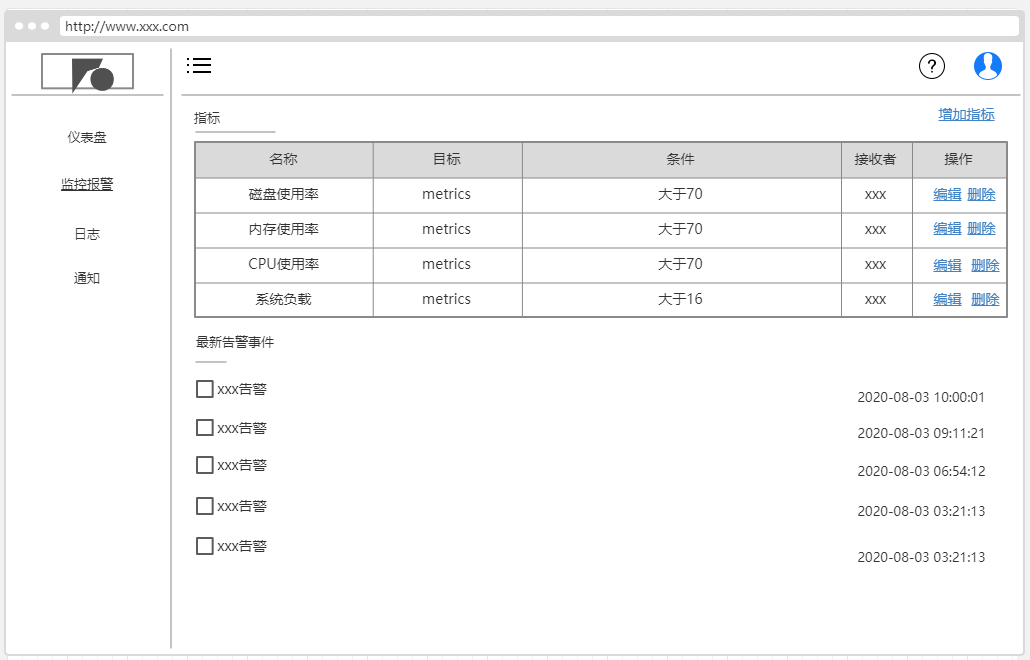 http://www.xxx.com
?
仪表盘
监控报警
日志
通知
指标
增加指标
名称 目标 条件 接收者 操作
磁盘使用率 metrics 大于70 xxx 编辑 删除
内存使用率 metrics 大于70 xxx 编辑 删除
CPU使用率 metrics 大于70 xxx 编辑 删除
系统负载 metrics 大于16 xxx 编辑 删除
最新告警事件
xxx告警 2020-08-03 10:00:01
xxx告警 2020-08-03 09:11:21
xxx告警 2020-08-03 06:54:12
xxx告警 2020-08-03 03:21:13
xxx告警 2020-08-03 03:21:13